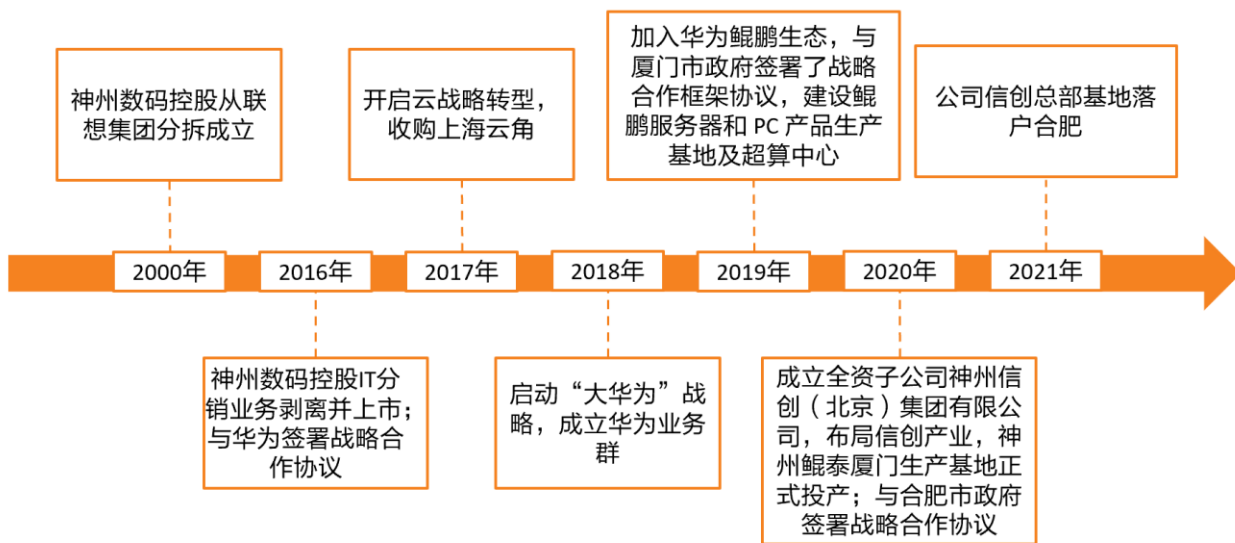 神州数码控股从联
想集团分拆成立
开启云战略转型，
收购上海云角
加入华为鲲鹏生态，与
厦门市政府签署了战略
合作框架协议，建设鲲
鹏服务器和 PC 产品生产
基地及超算中心
公司信创总部基地落
户合肥
2000年
2016年
2017年
2018年
2019年
2020年
2021年
神州数码控股IT分
销业务剥离并上市；
与华为签署战略合
作协议
启动“大华为”战
略，成立华为业务
群
成立全资子公司神州信
创（北京）集团有限公
司，布局信创产业，神
州鲲泰厦门生产基地正
式投产；与合肥市政府
签署战略合作协议